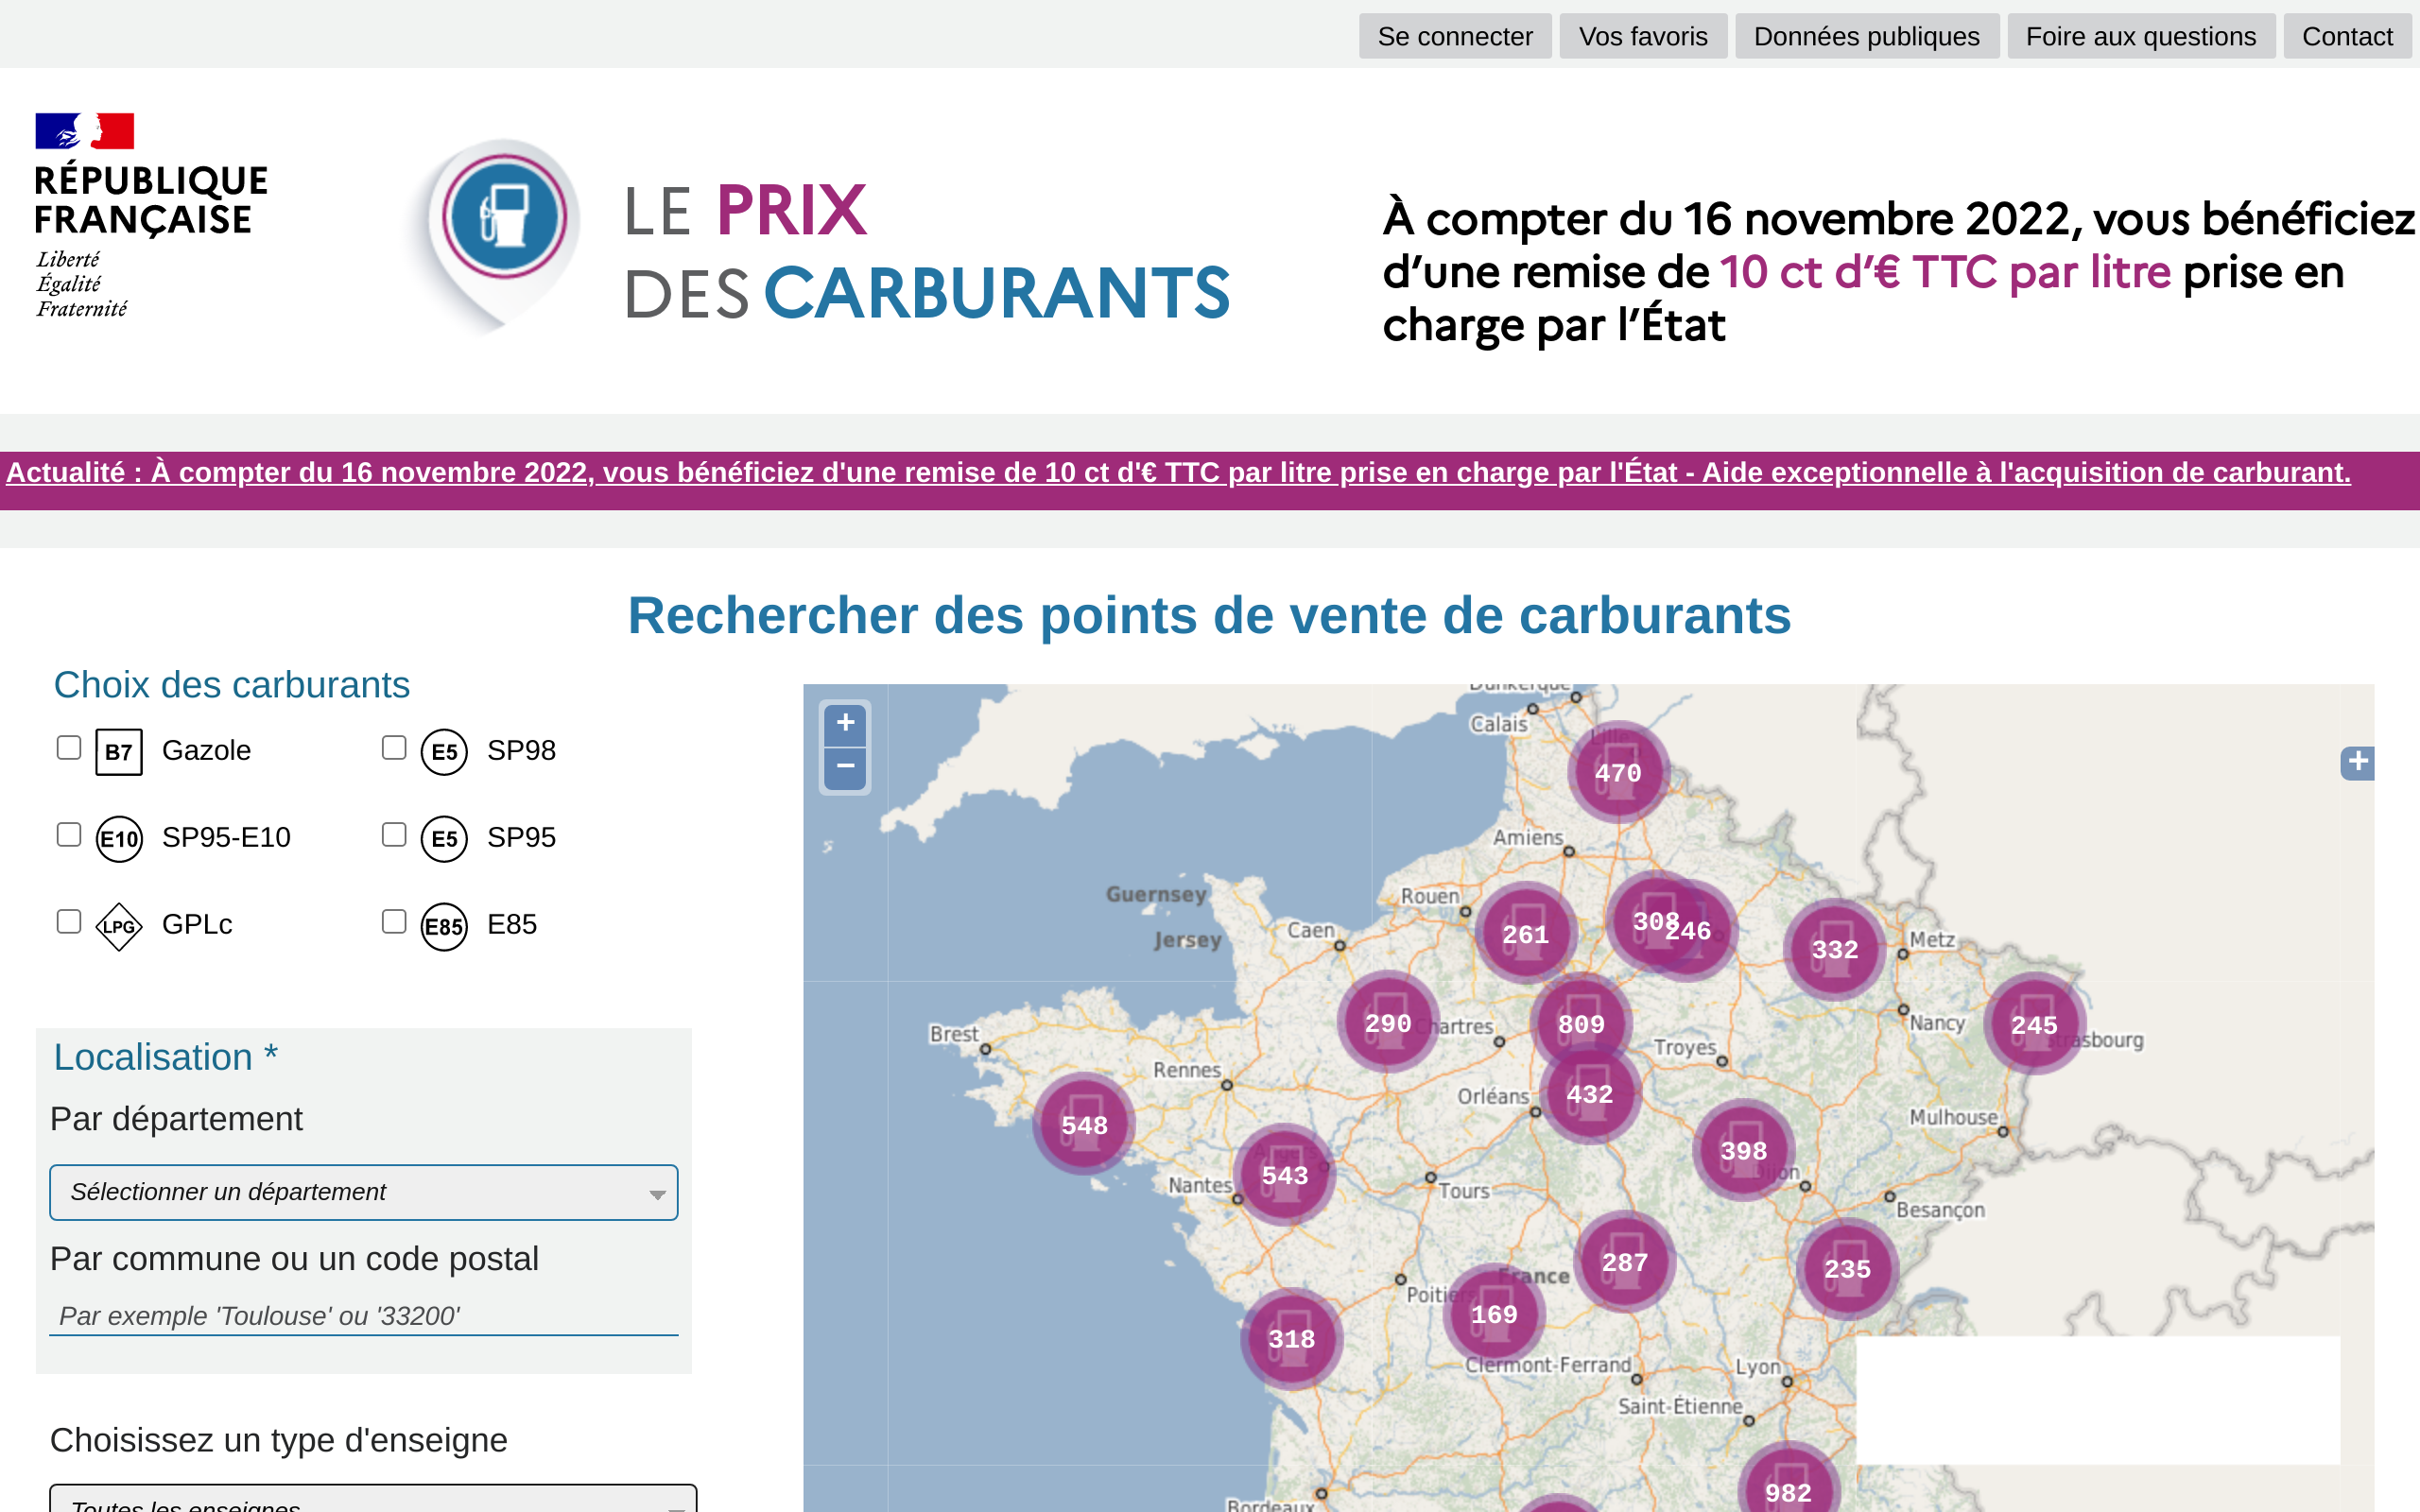 Se connecter
Vos favoris
Données publiques
Foire aux questions
Contact
RÉPUBLIQUE
FRANÇAISE
Liberté
Égalité
Fraternité
LE PRIX
DES CARBURANTS
À compter du 16 novembre 2022, vous bénéficiez
d'une remise de 10 ct d'€ TTC par litre prise en
charge par l'État
Actualité : À compter du 16 novembre 2022, vous bénéficiez d'une remise de 10 ct d'€ TTC par litre prise en charge par l'État - Aide exceptionnelle à l'acquisition de carburant.
Rechercher des points de vente de carburants
Choix des carburants
B7 Gazole
E5 SP98
E10 SP95-E10
E5 SP95
LPG GPLc
E85 E85
Localisation *
Par département
Sélectionner un département
Par commune ou un code postal
Par exemple 'Toulouse' ou '33200'
Choisissez un type d'enseigne
Toutes les enseignes
+
−
+
Dunkerque
Calais
Lille
470
Amiens
Guernsey
Rouen
Jersey
Caen
261
308
246
332
Metz
290
Chartres
809
Nancy
245
Strasbourg
Brest
Troyes
Rennes
Orléans
432
548
Mulhouse
Angers
543
398
Dijon
Nantes
Tours
Besançon
287
235
France
Poitiers
169
318
Clermont-Ferrand
Lyon
Saint-Étienne
982
Bordeaux